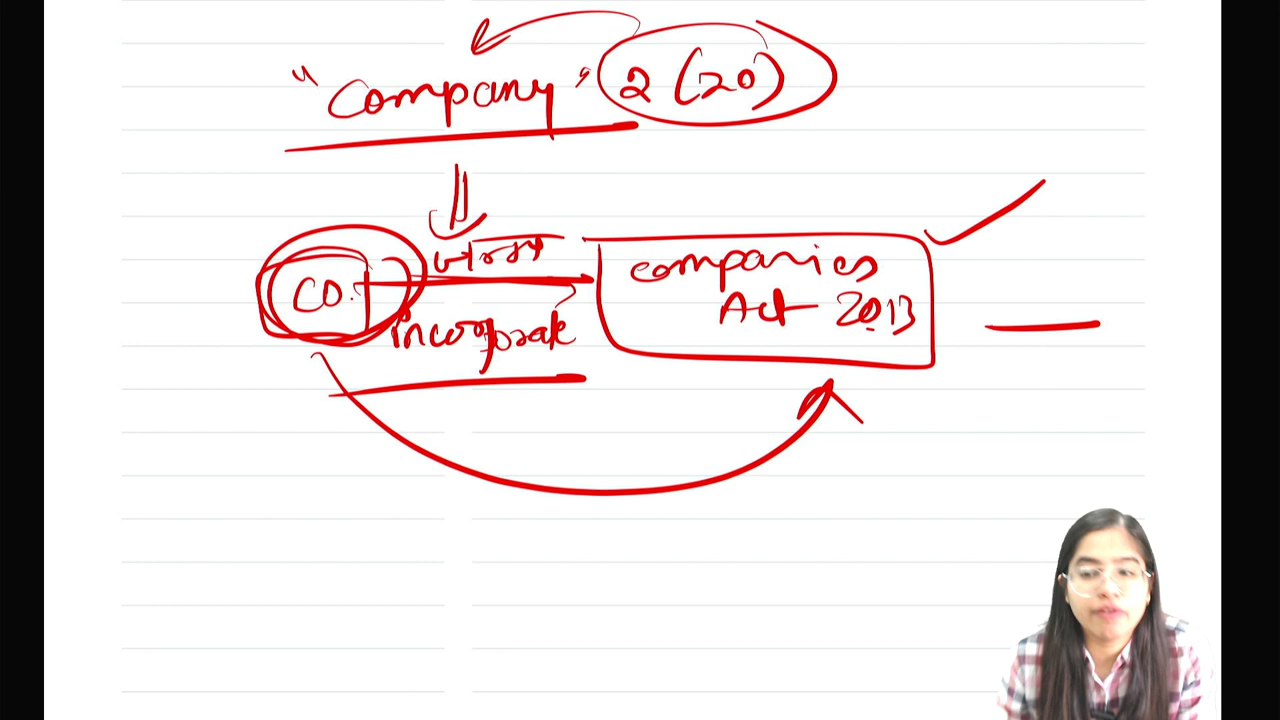 "Company" 2 (20)
CO.
incorporate
companies
Act 2013